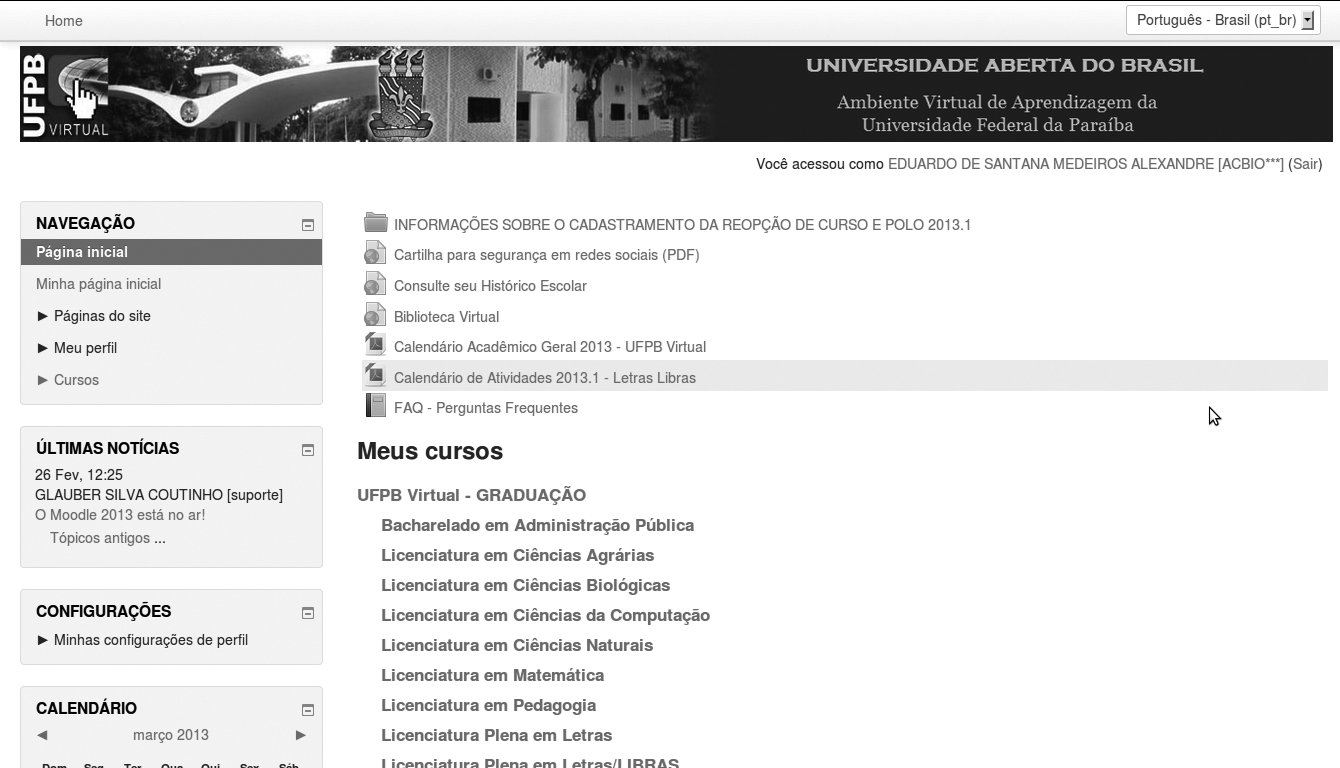 Home
Português - Brasil (pt_br)
UFPB
VIRTUAL
UNIVERSIDADE ABERTA DO BRASIL
Ambiente Virtual de Aprendizagem da
Universidade Federal da Paraíba
Você acessou como EDUARDO DE SANTANA MEDEIROS ALEXANDRE [ACBIO***] (Sair)
NAVEGAÇÃO
Página inicial
Minha página inicial
► Páginas do site
► Meu perfil
► Cursos
ÚLTIMAS NOTÍCIAS
26 Fev, 12:25
GLAUBER SILVA COUTINHO [suporte]
O Moodle 2013 está no ar!
Tópicos antigos ...
CONFIGURAÇÕES
► Minhas configurações de perfil
CALENDÁRIO
◄ março 2013 ►
Dom Seg Ter Qua Qui Sex Sáb
INFORMAÇÕES SOBRE O CADASTRAMENTO DA REOPÇÃO DE CURSO E POLO 2013.1
Cartilha para segurança em redes sociais (PDF)
Consulte seu Histórico Escolar
Biblioteca Virtual
Calendário Acadêmico Geral 2013 - UFPB Virtual
Calendário de Atividades 2013.1 - Letras Libras
FAQ - Perguntas Frequentes
Meus cursos
UFPB Virtual - GRADUAÇÃO
Bacharelado em Administração Pública
Licenciatura em Ciências Agrárias
Licenciatura em Ciências Biológicas
Licenciatura em Ciências da Computação
Licenciatura em Ciências Naturais
Licenciatura em Matemática
Licenciatura em Pedagogia
Licenciatura Plena em Letras
Licenciatura Plena em Letras/LIBRAS